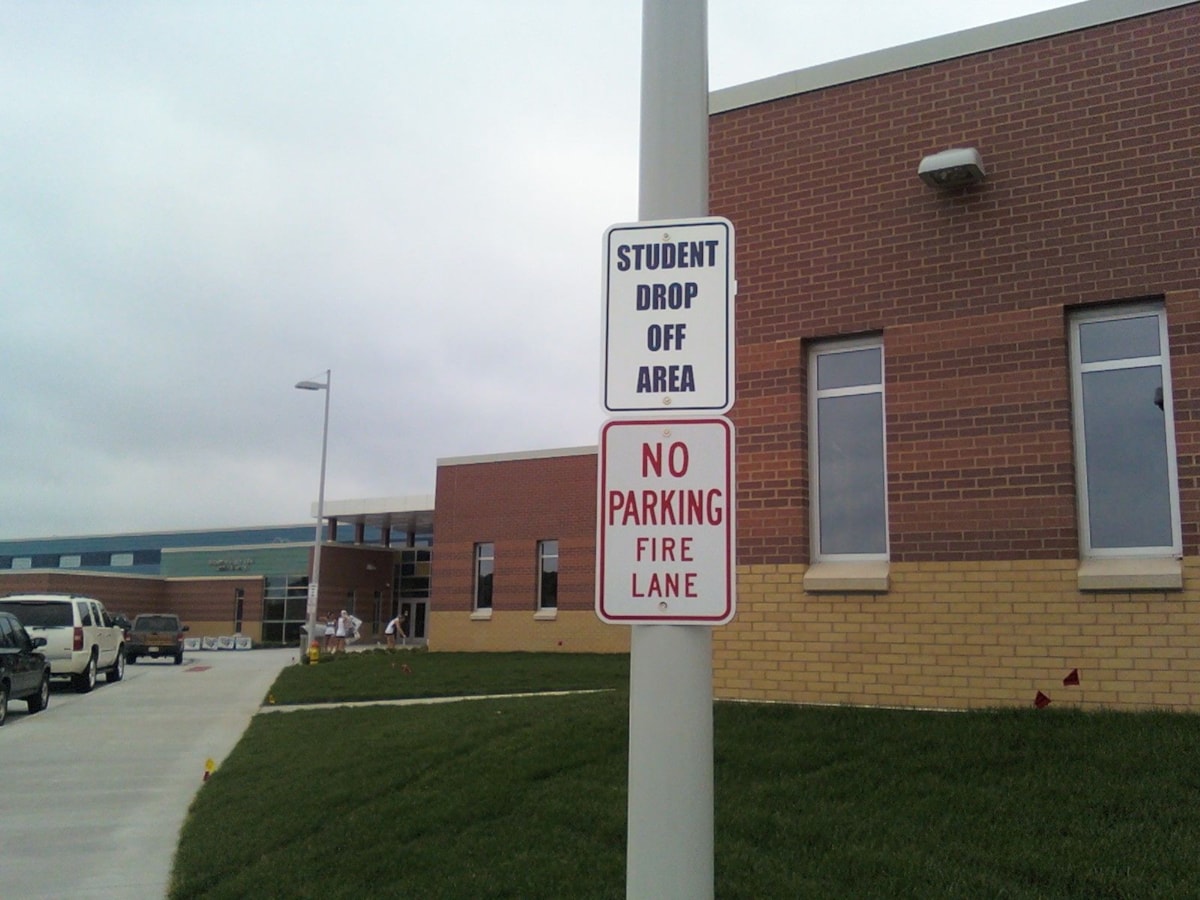 STUDENT
DROP
OFF
AREA
NO
PARKING
FIRE
LANE